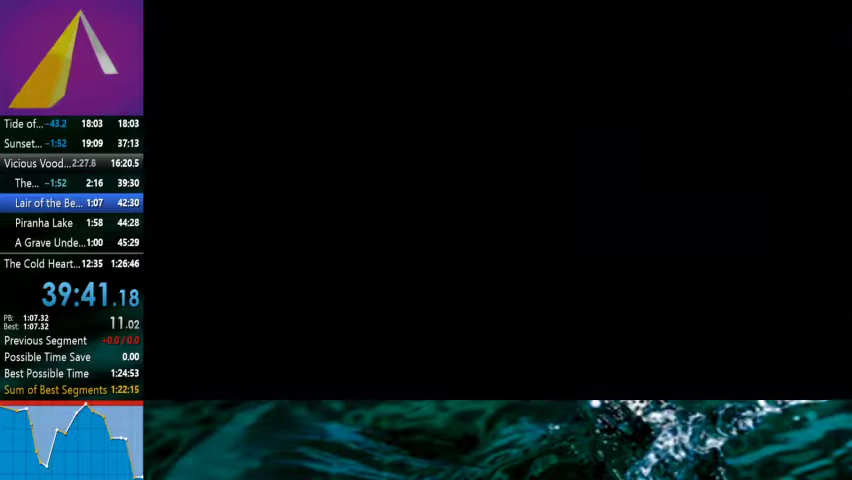 Tide of... −43.2 18:03 18:03
Sunset... −1:52 19:09 37:13
Vicious Vood... 2:27.6 16:20.5
The... −1:52 2:16 39:30
Lair of the Be... 1:07 42:30
Piranha Lake 1:58 44:28
A Grave Unde... 1:00 45:29
The Cold Heart... 12:35 1:26:46
39:41.18
PB: 1:07.32
Best: 1:07.32
11.02
Previous Segment +0.0 / 0.0
Possible Time Save 0.00
Best Possible Time 1:24:53
Sum of Best Segments 1:22:15